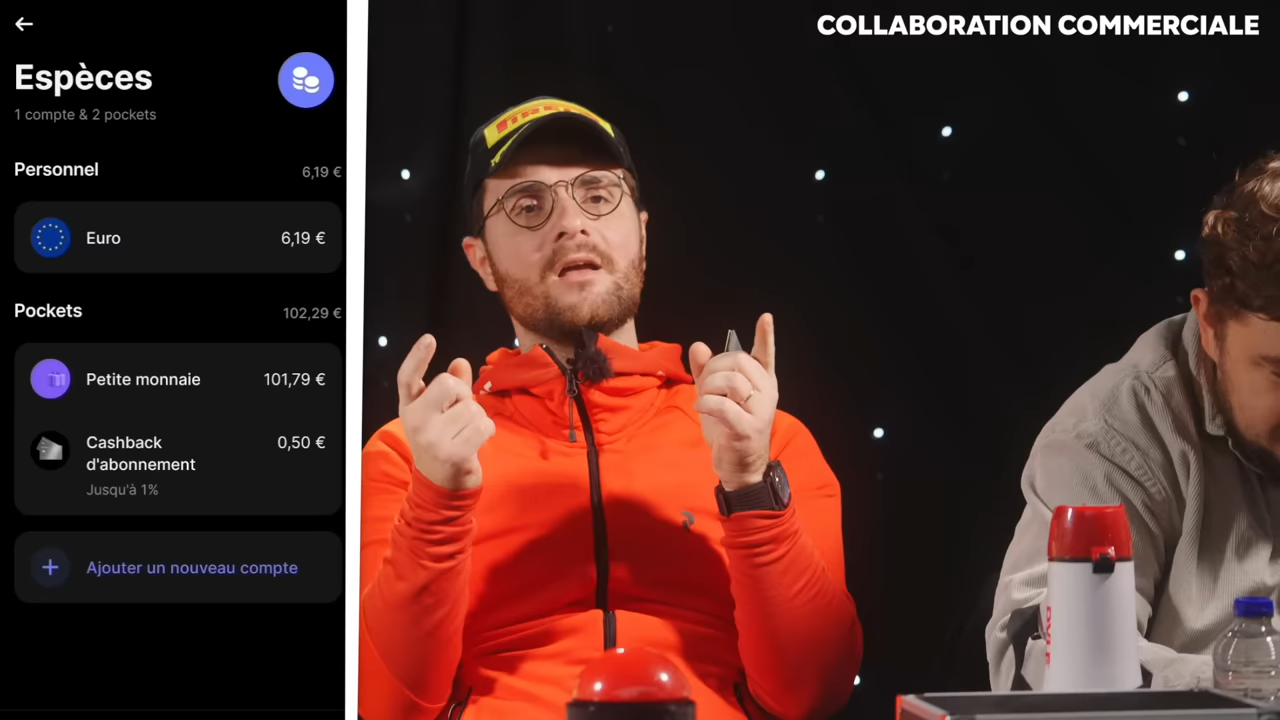 COLLABORATION COMMERCIALE
Espèces
1 compte & 2 pockets
Personnel
6,19 €
Euro
6,19 €
Pockets
102,29 €
Petite monnaie
101,79 €
Cashback
d'abonnement
0,50 €
Jusqu'à 1%
Ajouter un nouveau compte